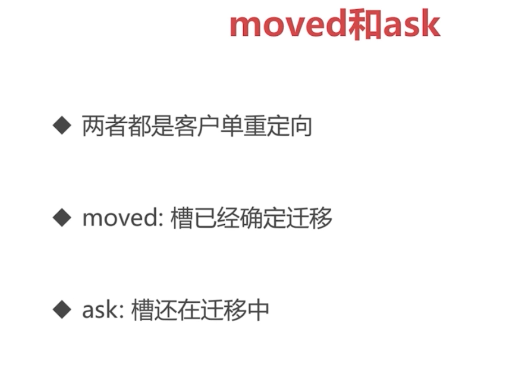 moved和ask
◆ 两者都是客户单重定向
◆ moved: 槽已经确定迁移
◆ ask: 槽还在迁移中